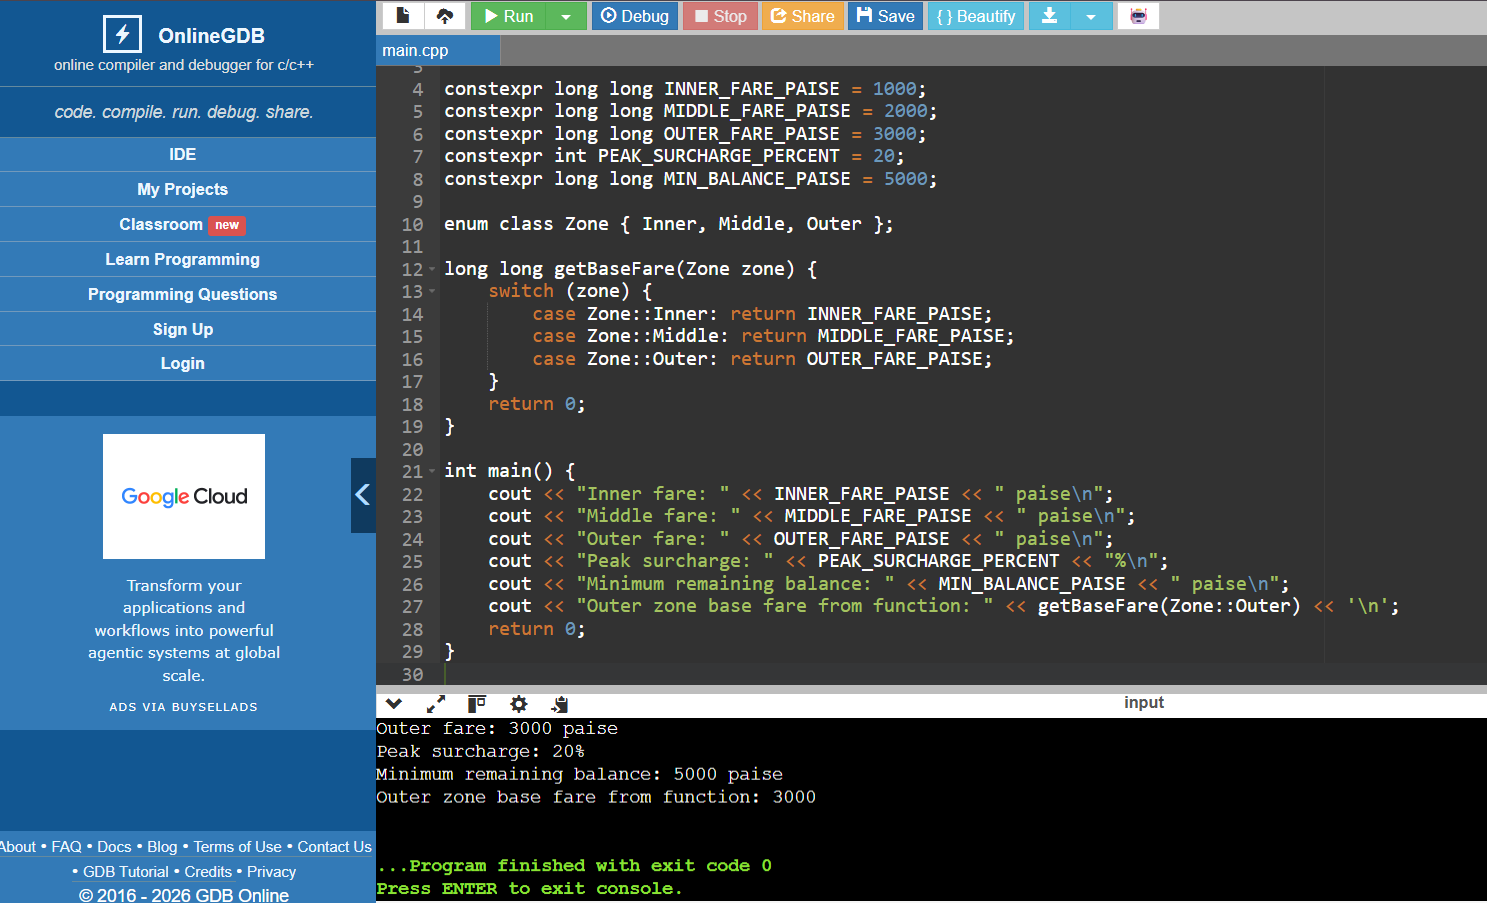 OnlineGDB
online compiler and debugger for c/c++
code. compile. run. debug. share.
IDE
My Projects
Classroom new
Learn Programming
Programming Questions
Sign Up
Login
Google Cloud
Transform your
applications and
workflows into powerful
agentic systems at global
scale.
ADS VIA BUYSELLADS
About • FAQ • Docs • Blog • Terms of Use • Contact Us
• GDB Tutorial • Credits • Privacy
© 2016 - 2026 GDB Online
Run Debug Stop Share Save { } Beautify
main.cpp
3
4 constexpr long long INNER_FARE_PAISE = 1000;
5 constexpr long long MIDDLE_FARE_PAISE = 2000;
6 constexpr long long OUTER_FARE_PAISE = 3000;
7 constexpr int PEAK_SURCHARGE_PERCENT = 20;
8 constexpr long long MIN_BALANCE_PAISE = 5000;
9
10 enum class Zone { Inner, Middle, Outer };
11
12 long long getBaseFare(Zone zone) {
13     switch (zone) {
14         case Zone::Inner: return INNER_FARE_PAISE;
15         case Zone::Middle: return MIDDLE_FARE_PAISE;
16         case Zone::Outer: return OUTER_FARE_PAISE;
17     }
18     return 0;
19 }
20
21 int main() {
22     cout << "Inner fare: " << INNER_FARE_PAISE << " paise\n";
23     cout << "Middle fare: " << MIDDLE_FARE_PAISE << " paise\n";
24     cout << "Outer fare: " << OUTER_FARE_PAISE << " paise\n";
25     cout << "Peak surcharge: " << PEAK_SURCHARGE_PERCENT << "%\n";
26     cout << "Minimum remaining balance: " << MIN_BALANCE_PAISE << " paise\n";
27     cout << "Outer zone base fare from function: " << getBaseFare(Zone::Outer) << '\n';
28     return 0;
29 }
30
input
Outer fare: 3000 paise
Peak surcharge: 20%
Minimum remaining balance: 5000 paise
Outer zone base fare from function: 3000
...Program finished with exit code 0
Press ENTER to exit console.